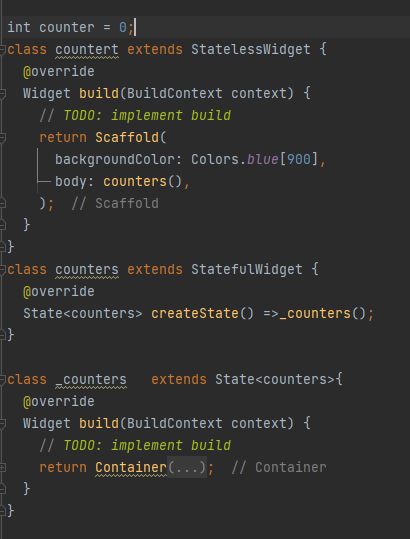 int counter = 0;
class countert extends StatelessWidget {
  @override
  Widget build(BuildContext context) {
    // TODO: implement build
    return Scaffold(
      backgroundColor: Colors.blue[900],
      body: counters(),
    );  // Scaffold
  }
}
class counters extends StatefulWidget {
  @override
  State<counters> createState() =>_counters();
}
class _counters   extends State<counters>{
  @override
  Widget build(BuildContext context) {
    // TODO: implement build
    return Container(...);  // Container
  }
}